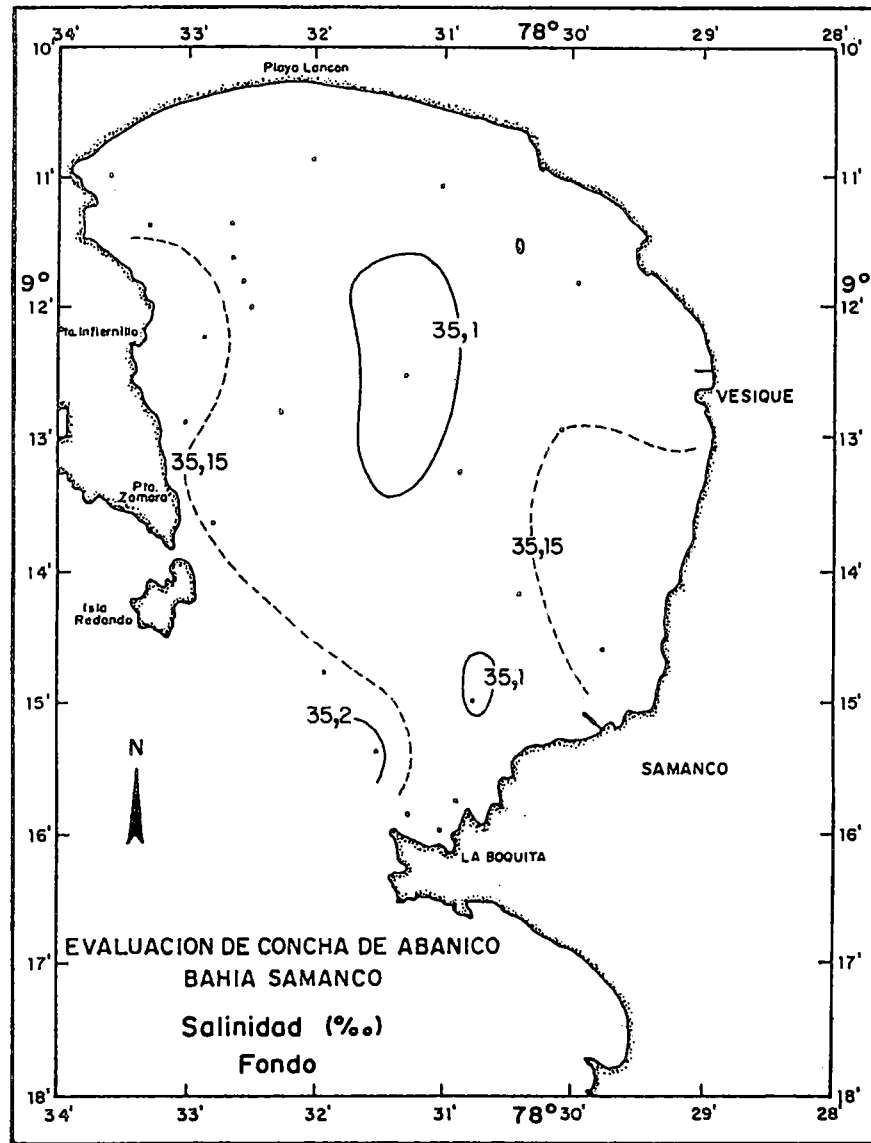 34' 33' 32' 31' 78° 30' 29' 28'
10' 10'
Playa Lancon
11' 11'
9° 9°
12' 12'
Pta. Infiernillo
35,1
VESIQUE
13' 13'
35,15
Pta.
Zamora
35,15
14' 14'
Isla
Redonda
35,1
15' 15'
35,2
N
SAMANCO
16' 16'
LA BOQUITA
EVALUACION DE CONCHA DE ABANICO
17' 17'
BAHIA SAMANCO
Salinidad (‰)
Fondo
18' 18'
34' 33' 32' 31' 78° 30' 29' 28'